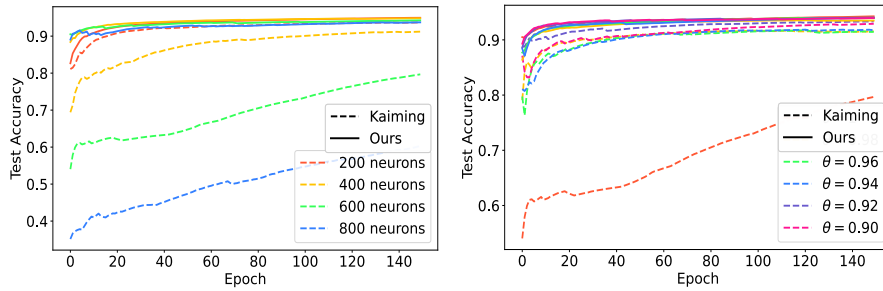 0.9
0.8
0.7
0.6
0.5
0.4
Test Accuracy
Kaiming
Ours
200 neurons
400 neurons
600 neurons
800 neurons
0 20 40 60 80 100 120 140
Epoch
0.9
0.8
0.7
0.6
Test Accuracy
Kaiming
Ours
θ = 0.96
θ = 0.94
θ = 0.92
θ = 0.90
0 20 40 60 80 100 120 140
Epoch